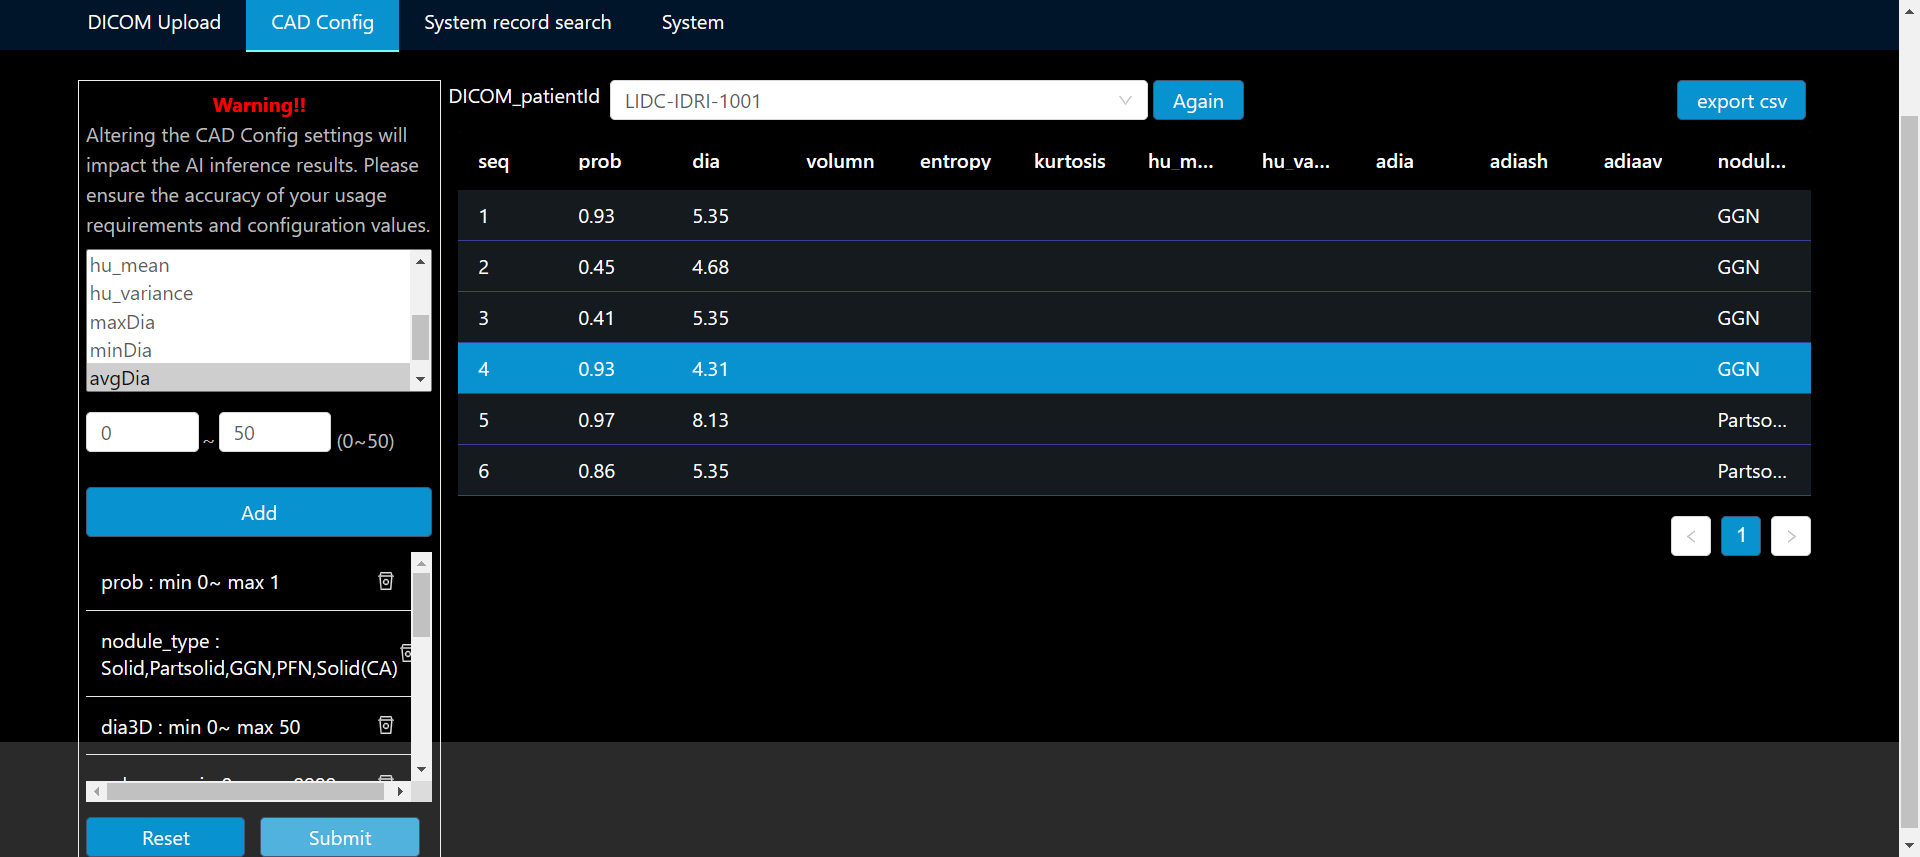 DICOM Upload CAD Config System record search System
Warning!!
Altering the CAD Config settings will
impact the AI inference results. Please
ensure the accuracy of your usage
requirements and configuration values.
hu_mean
hu_variance
maxDia
minDia
avgDia
0 ~ 50 (0~50)
Add
prob : min 0~ max 1
nodule_type :
Solid,Partsolid,GGN,PFN,Solid(CA)
dia3D : min 0~ max 50
Reset Submit
DICOM_patientId LIDC-IDRI-1001 Again export csv
seq prob dia volumn entropy kurtosis hu_m... hu_va... adia adiash adiaav nodul...
1 0.93 5.35 GGN
2 0.45 4.68 GGN
3 0.41 5.35 GGN
4 0.93 4.31 GGN
5 0.97 8.13 Partso...
6 0.86 5.35 Partso...
< 1 >